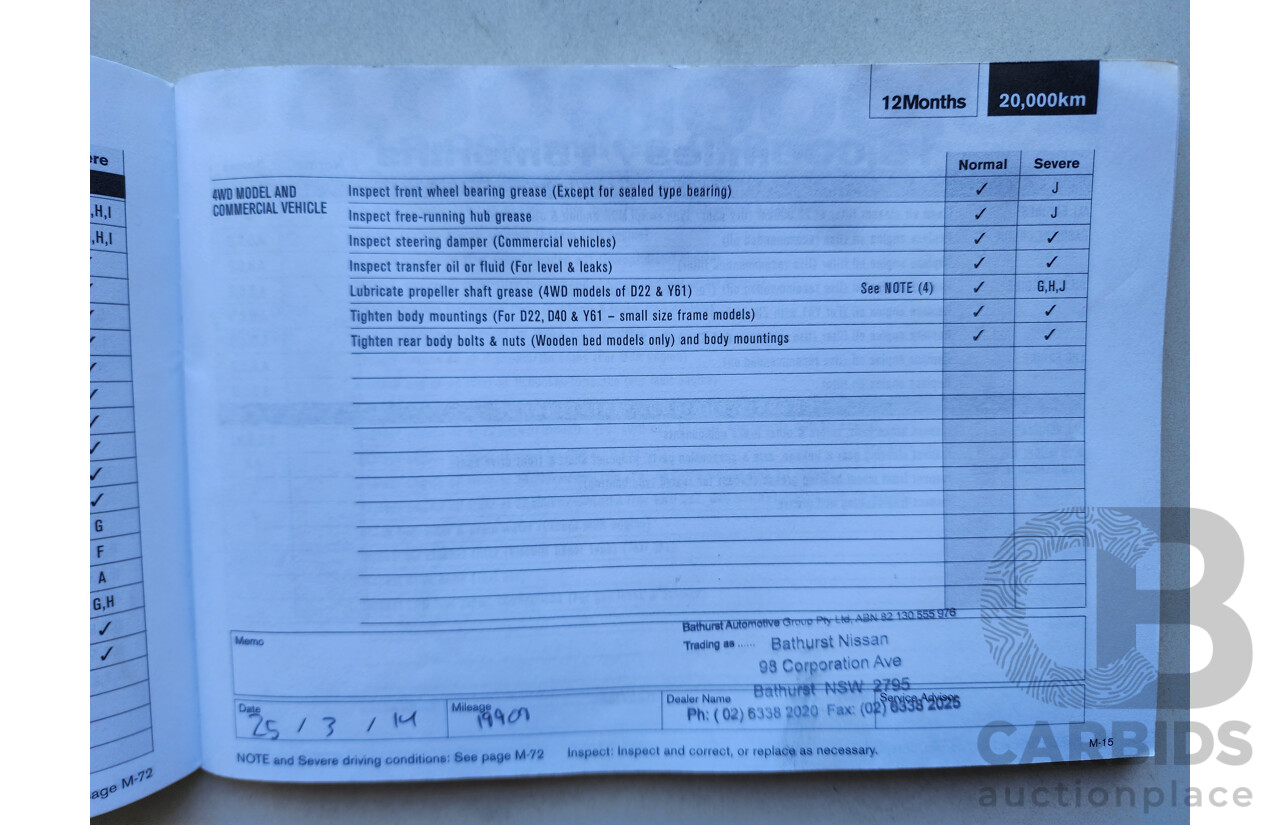 ere
,H,I
,H,I
✓
✓
✓
✓
✓
✓
✓
✓
G
F
A
G,H
✓
✓
age M-72
12Months 20,000km
Normal Severe
4WD MODEL AND
COMMERCIAL VEHICLE
Inspect front wheel bearing grease (Except for sealed type bearing) ✓ J
Inspect free-running hub grease ✓ J
Inspect steering damper (Commercial vehicles) ✓ ✓
Inspect transfer oil or fluid (For level & leaks) ✓ ✓
Lubricate propeller shaft grease (4WD models of D22 & Y61) See NOTE (4) ✓ G,H,J
Tighten body mountings (For D22, D40 & Y61 – small size frame models) ✓ ✓
Tighten rear body bolts & nuts (Wooden bed models only) and body mountings ✓ ✓
Memo
Bathurst Automotive Group Pty Ltd, ABN 82 130 555 976
Trading as ...... Bathurst Nissan
98 Corporation Ave
Bathurst NSW 2795
Ph: (02) 6338 2020 Fax: (02) 6338 2025
Date 25 / 3 / 14
Mileage 19901
Dealer Name
Service Advisor
NOTE and Severe driving conditions: See page M-72 Inspect: Inspect and correct, or replace as necessary.
M-15
CARBIDS
auctionplace